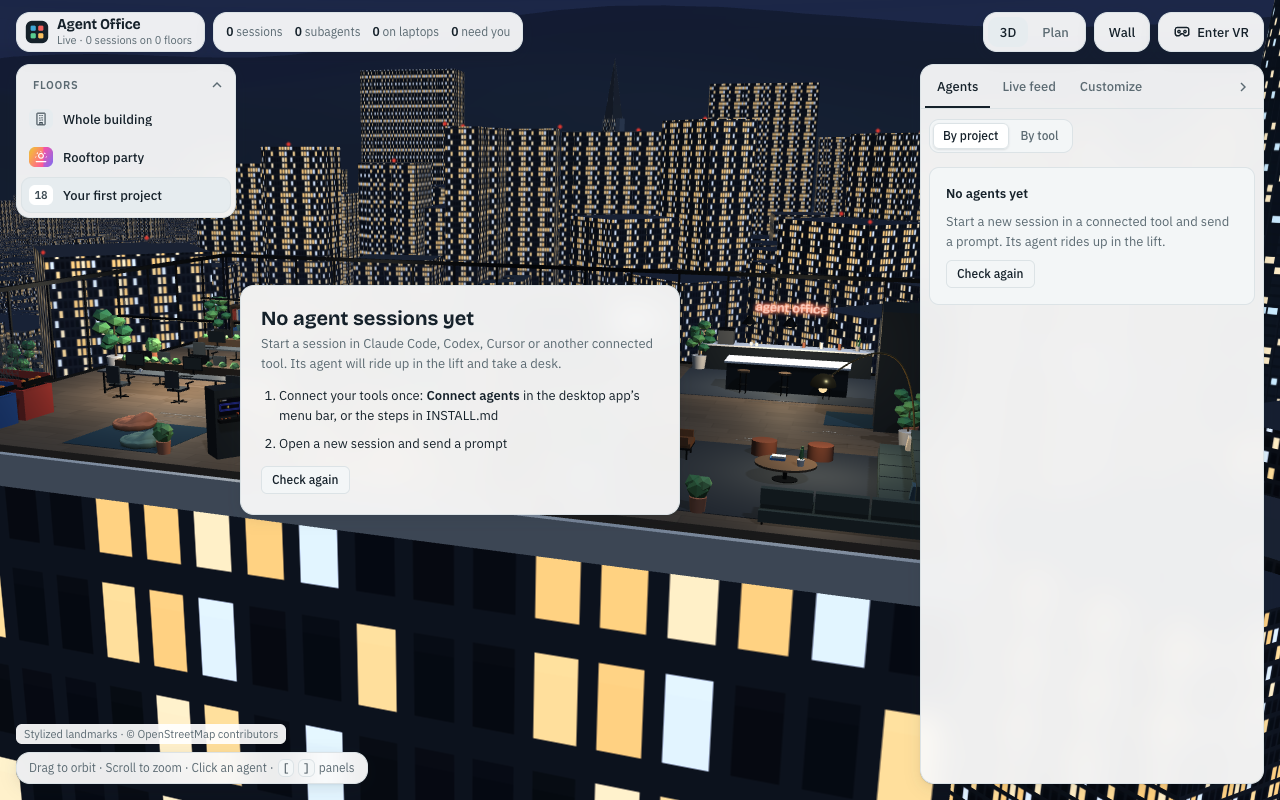 Agent Office
Live · 0 sessions on 0 floors
0 sessions 0 subagents 0 on laptops 0 need you
3D Plan
Wall
Enter VR
FLOORS
Whole building
Rooftop party
18 Your first project
Agents Live feed Customize
By project By tool
No agents yet
Start a new session in a connected tool and send
a prompt. Its agent rides up in the lift.
Check again
agent office
No agent sessions yet
Start a session in Claude Code, Codex, Cursor or another connected
tool. Its agent will ride up in the lift and take a desk.
1. Connect your tools once: Connect agents in the desktop app’s
menu bar, or the steps in INSTALL.md
2. Open a new session and send a prompt
Check again
Stylized landmarks · © OpenStreetMap contributors
Drag to orbit · Scroll to zoom · Click an agent · [ ] panels